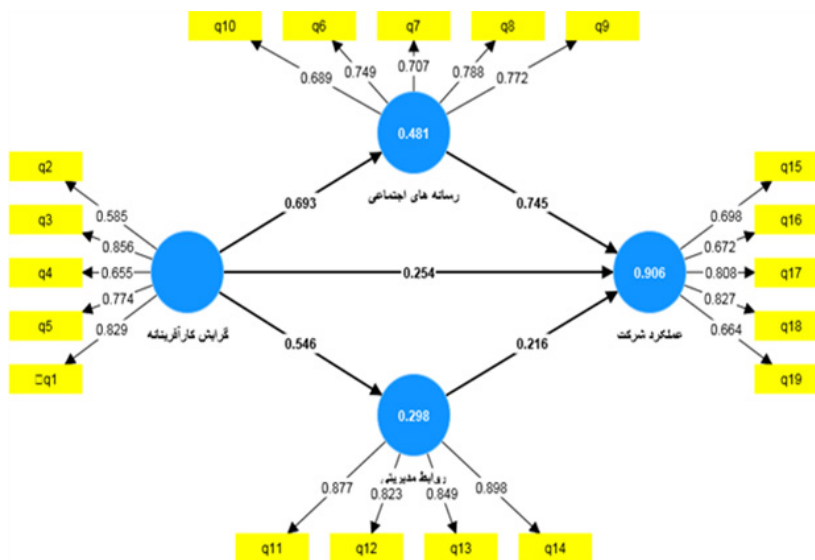 q10 q6 q7 q8 q9
0.689 0.749 0.707 0.788 0.772
0.481
رسانه های اجتماعی
q2
q3
q4
q5
q1
0.585
0.856
0.655
0.774
0.829
گرایش کارآفرینانه
0.693
0.745
0.254
0.546
0.216
q15
q16
q17
q18
q19
0.698
0.672
0.808
0.827
0.664
0.906
عملکرد شرکت
0.298
روابط مدیریتی
0.877 0.823 0.849 0.898
q11 q12 q13 q14